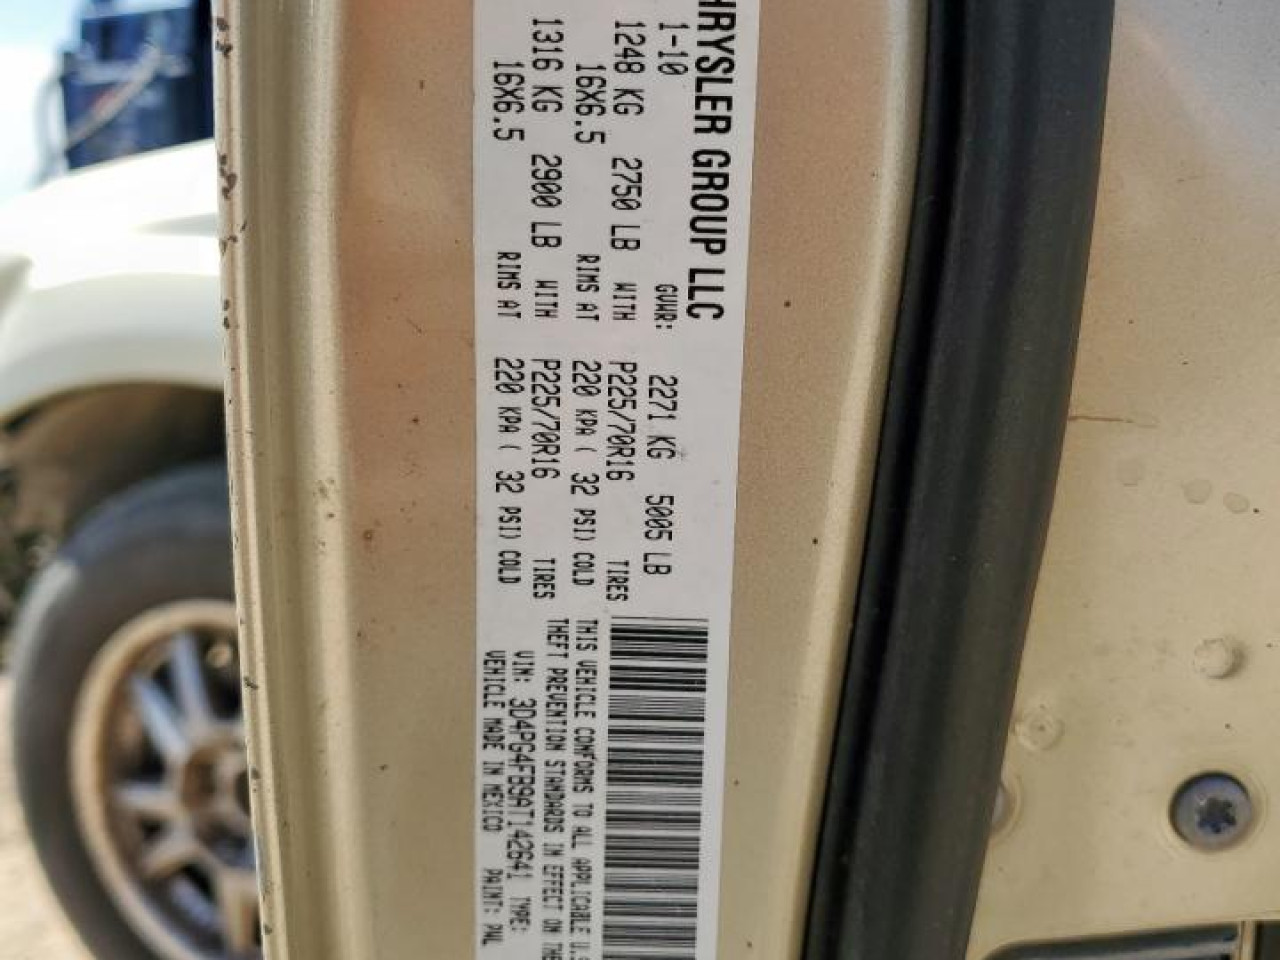 HRYSLER GROUP LLC
1-10 GVWR: 2271 KG 5005 LB
1248 KG 2750 LB WITH P225/70R16 TIRES
16X6.5 RIMS AT 220 KPA ( 32 PSI) COLD
1316 KG 2900 LB WITH P225/70R16 TIRES
16X6.5 RIMS AT 220 KPA ( 32 PSI) COLD
THIS VEHICLE CONFORMS TO ALL APPLICABLE U.S
THEFT PREVENTION STANDARDS IN EFFECT ON THE
VIN: 3D4PG4FB9AT142641 TYPE:
VEHICLE MADE IN MEXICO PAINT: PWL